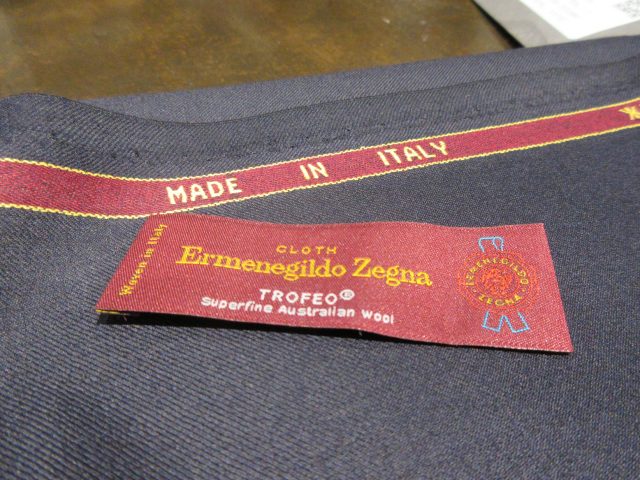 MADE IN ITALY
Woven in Italy
CLOTH
Ermenegildo Zegna
TROFEO®
Superfine Australian Wool
ERMENEGILDO
ZEGNA